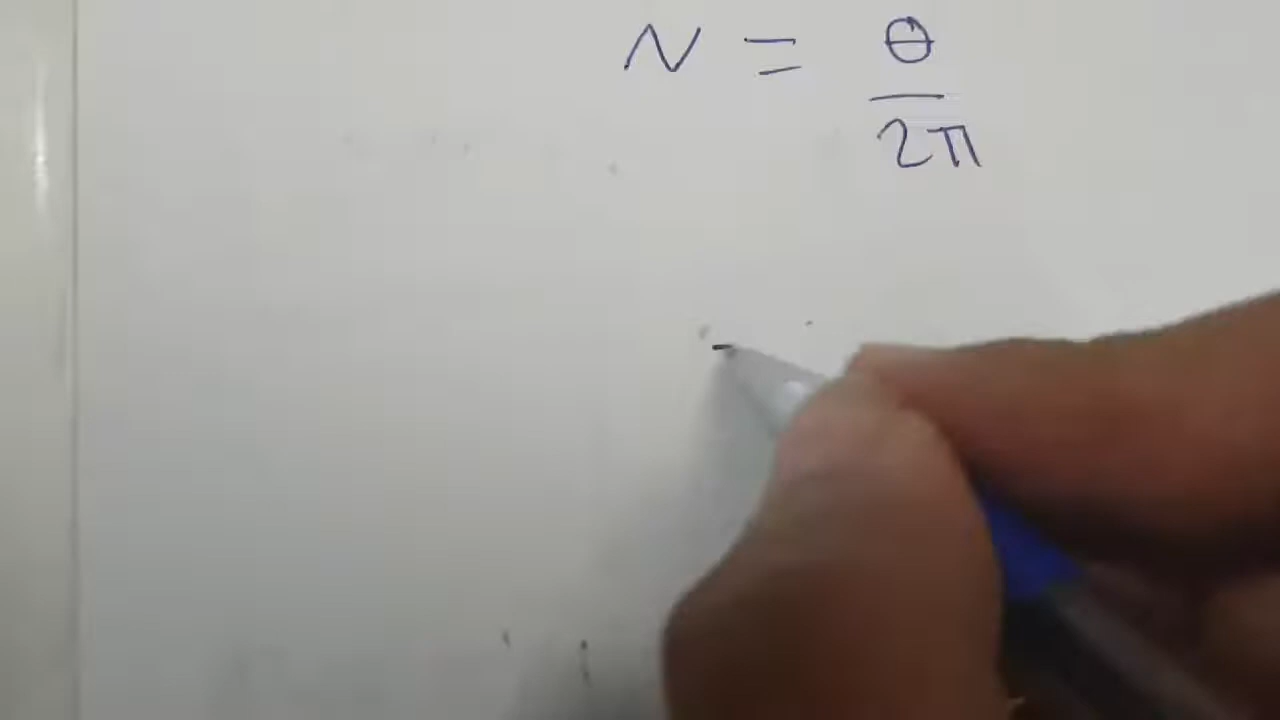 N = θ
2π